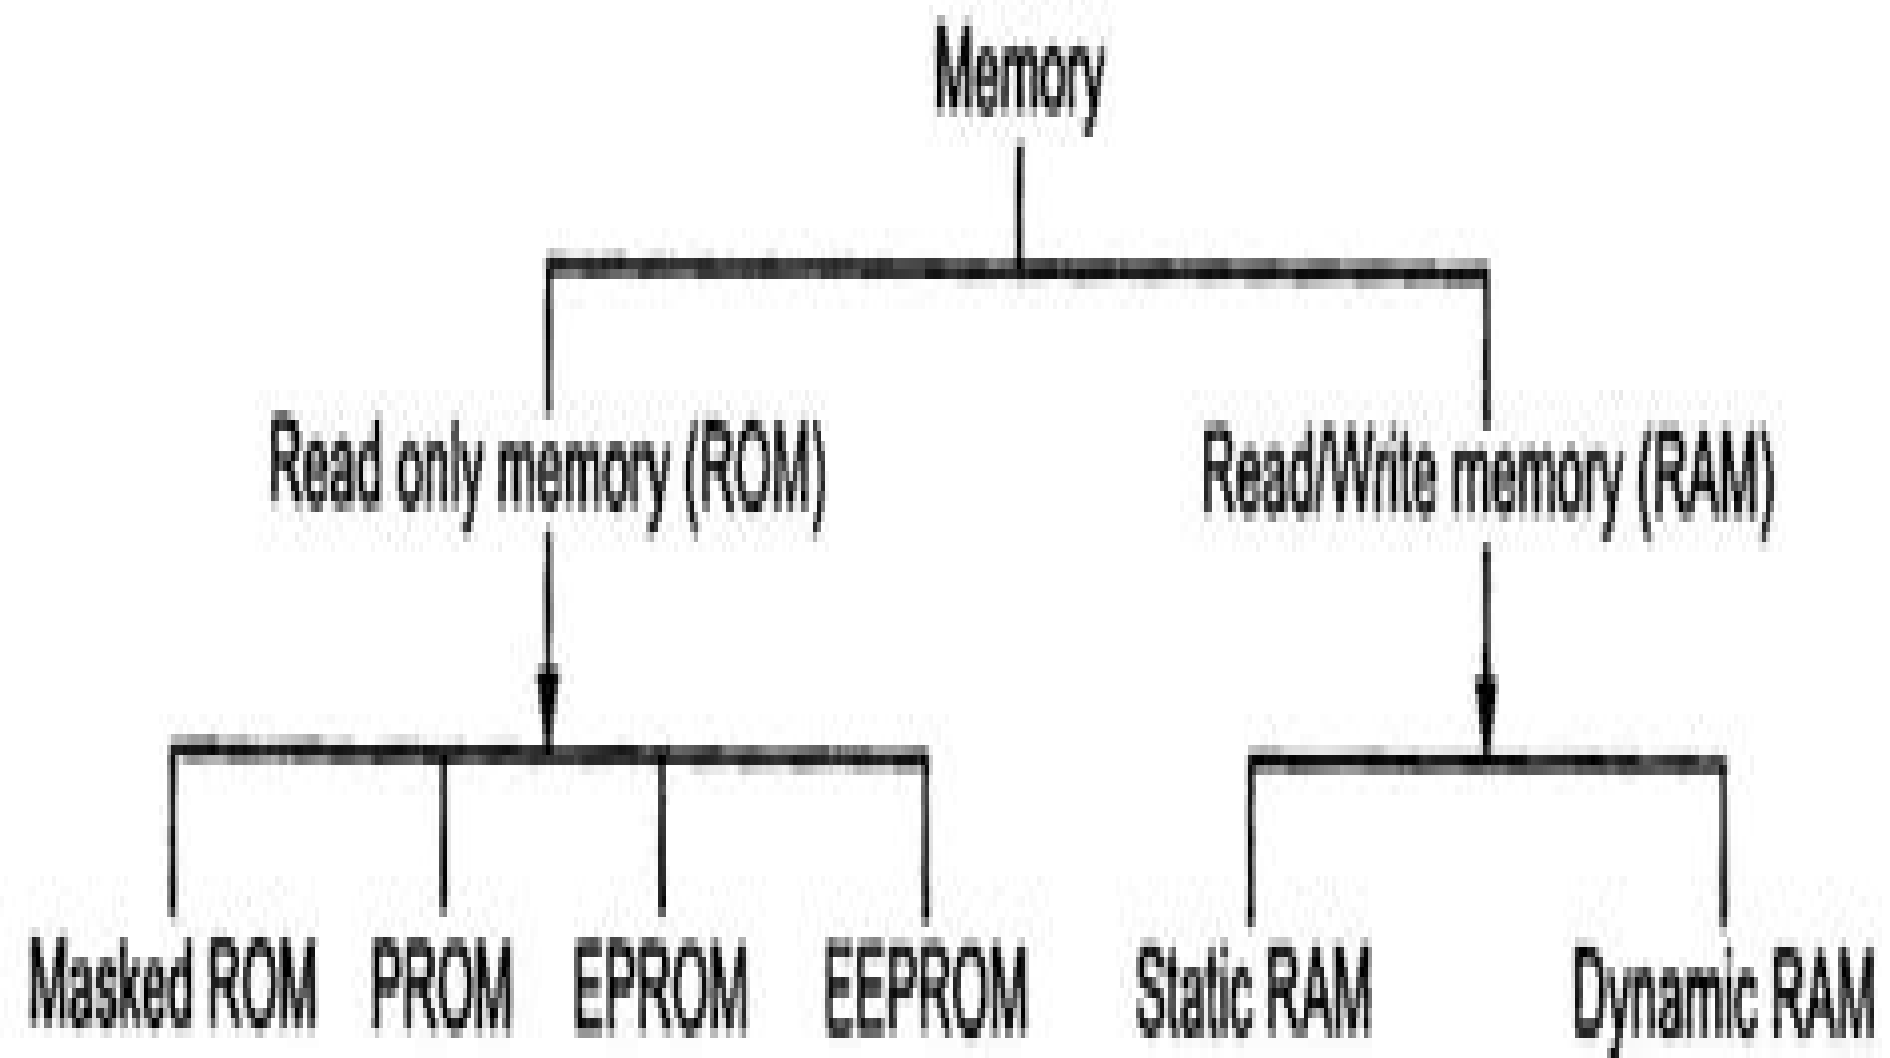 Memory
Read only memory (ROM)
Read/Write memory (RAM)
Masked ROM
PROM
EPROM
EEPROM
Static RAM
Dynamic RAM